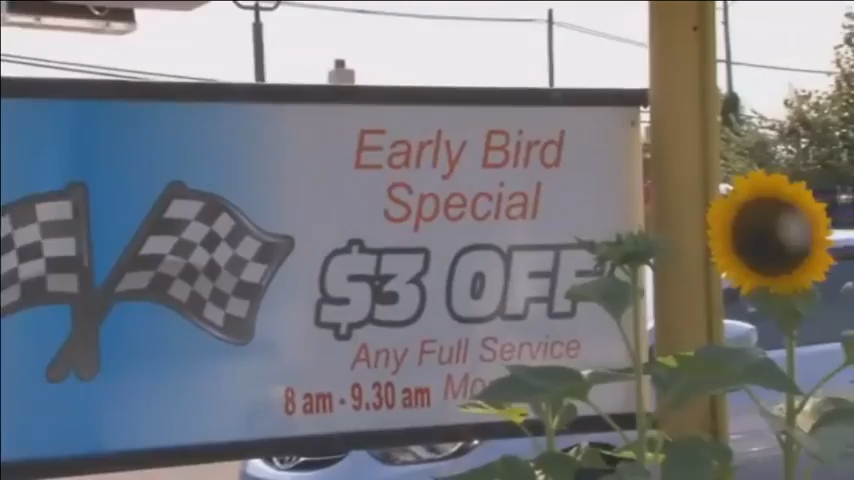 Early Bird
Special
$3 OFF
Any Full Service
8 am - 9.30 am